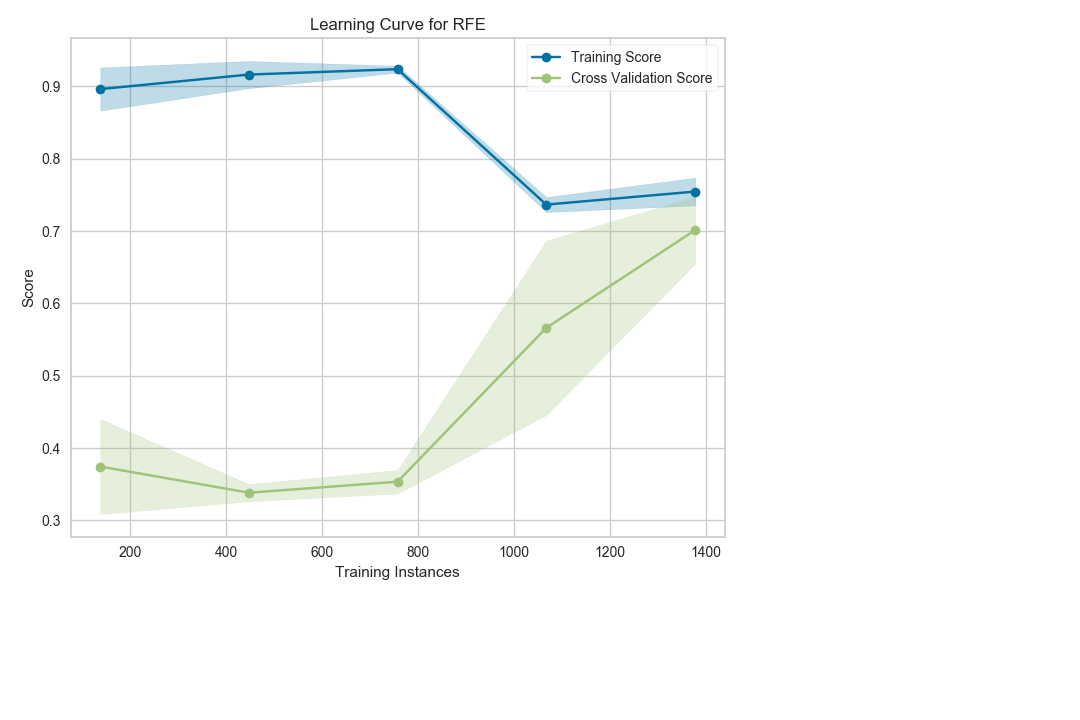 Learning Curve for RFE
Training Score
Cross Validation Score
0.9
0.8
0.7
0.6
0.5
0.4
0.3
Score
200 400 600 800 1000 1200 1400
Training Instances